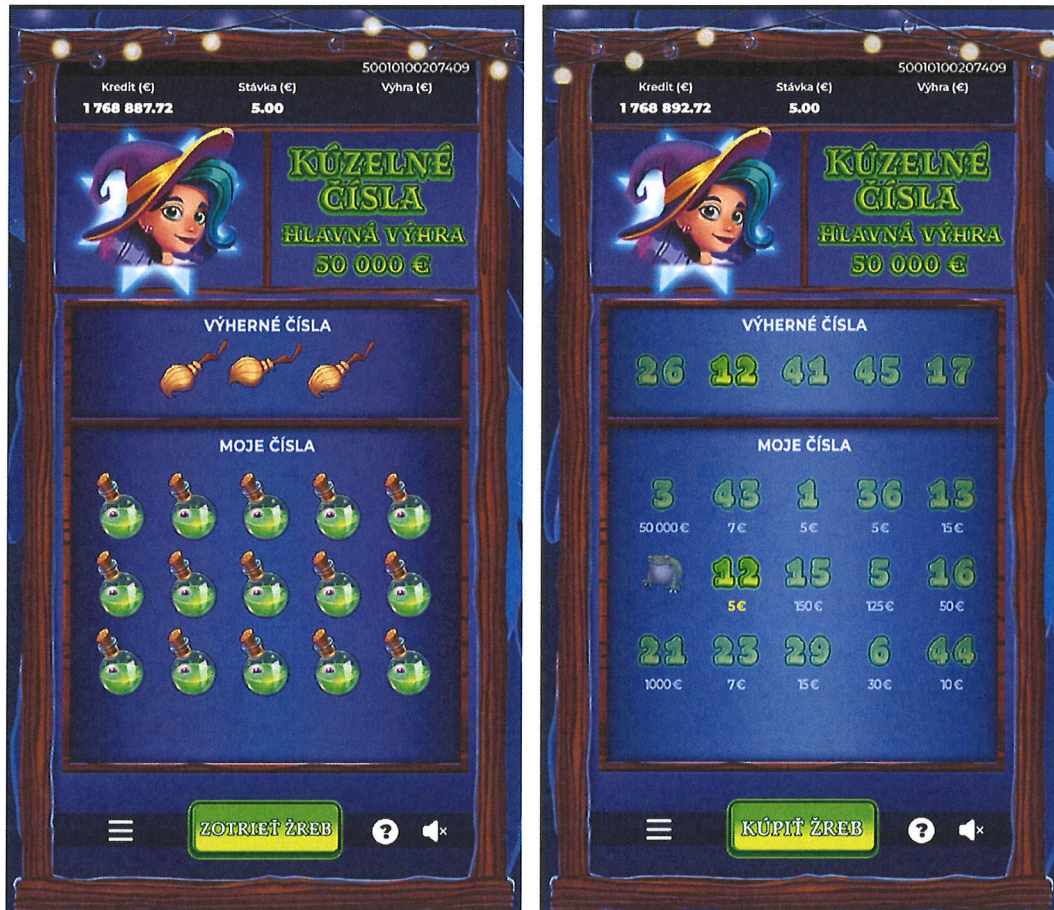 50010100207409
Kredit (€) Stávka (€) Výhra (€)
1 768 887.72 5.00
KÚZELNÉ
ČÍSLA
HLAVNÁ VÝHRA
50 000 €
VÝHERNÉ ČÍSLA
MOJE ČÍSLA
ZOTRIEŤ ŽREB
?
50010100207409
Kredit (€) Stávka (€) Výhra (€)
1 768 892.72 5.00
KÚZELNÉ
ČÍSLA
HLAVNÁ VÝHRA
50 000 €
VÝHERNÉ ČÍSLA
26 12 41 45 17
MOJE ČÍSLA
3 43 1 36 13
50 000 € 7 € 5 € 5 € 15 €
12 15 5 16
5 € 150 € 125 € 50 €
21 23 29 6 44
1000 € 7 € 15 € 30 € 10 €
KÚPIŤ ŽREB
?